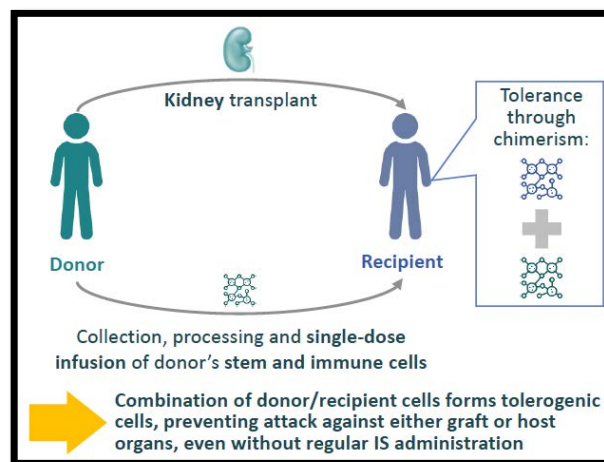 Kidney transplant
Tolerance
through
chimerism:
Donor
Recipient
Collection, processing and single-dose
infusion of donor's stem and immune cells
Combination of donor/recipient cells forms tolerogenic
cells, preventing attack against either graft or host
organs, even without regular IS administration